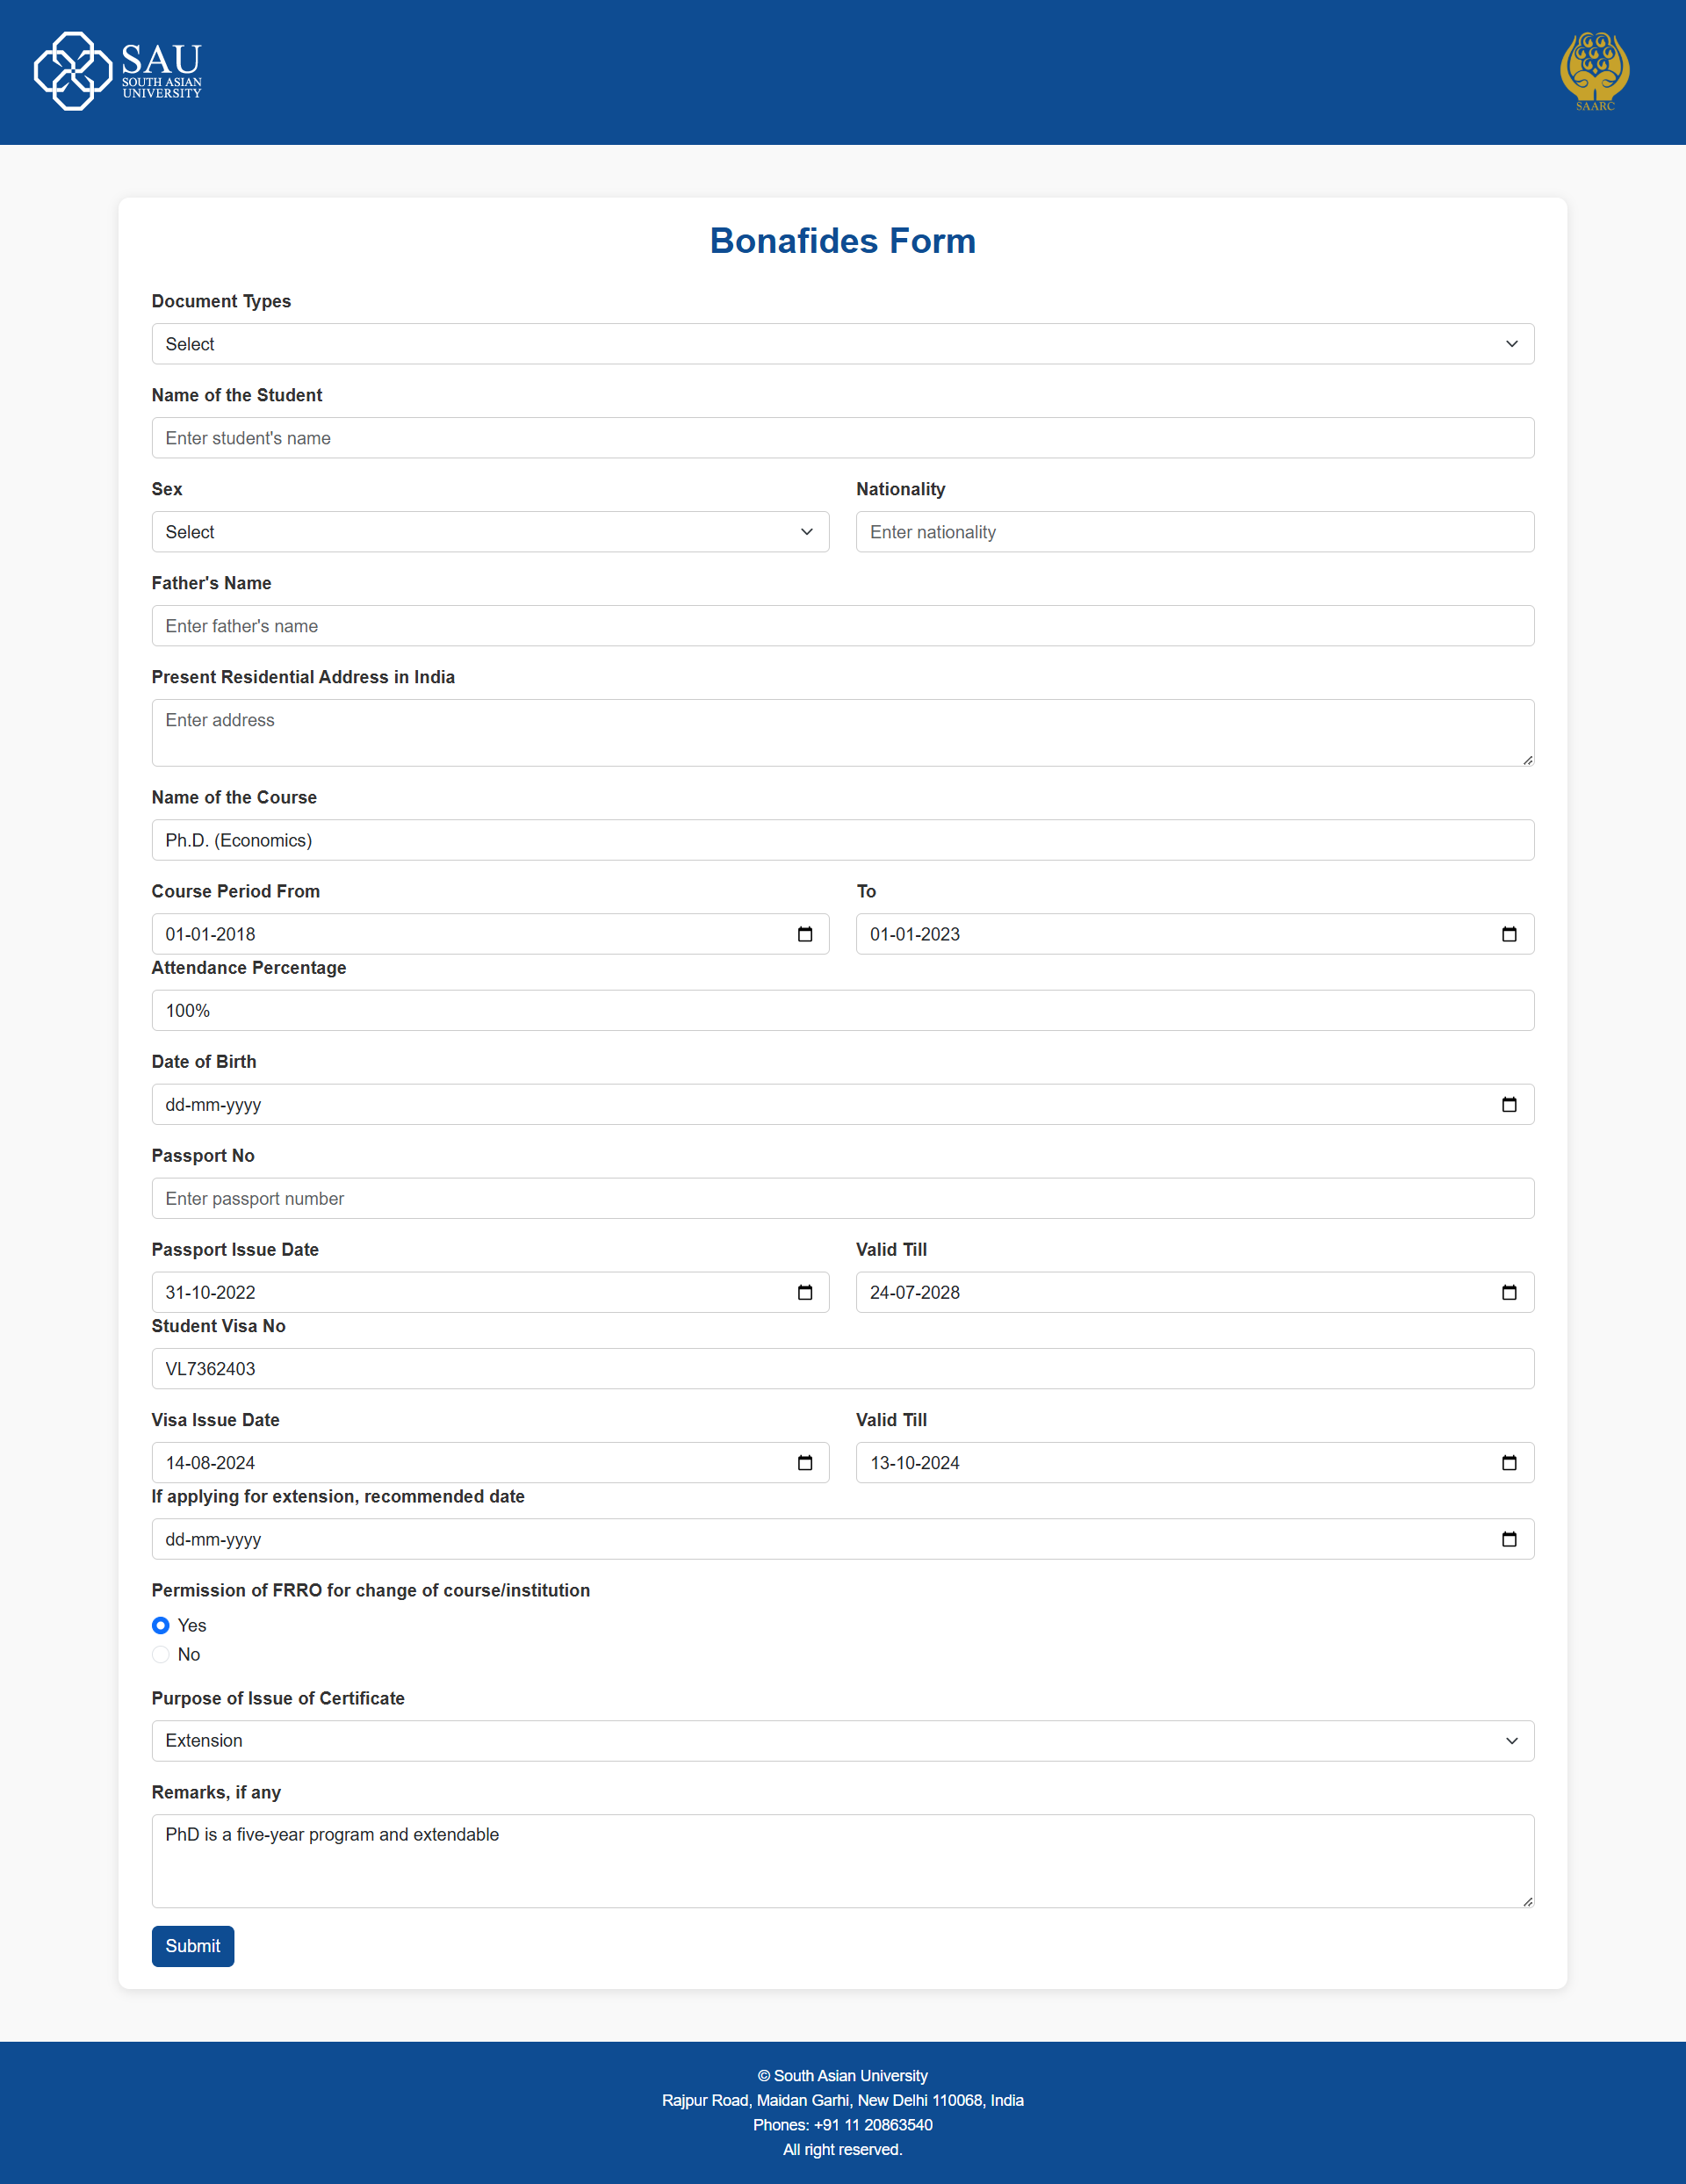 SAU
SOUTH ASIAN
UNIVERSITY
SAARC
Bonafides Form
Document Types
Select
Name of the Student
Enter student's name
Sex
Nationality
Select
Enter nationality
Father's Name
Enter father's name
Present Residential Address in India
Enter address
Name of the Course
Ph.D. (Economics)
Course Period From
To
01-01-2018
01-01-2023
Attendance Percentage
100%
Date of Birth
dd-mm-yyyy
Passport No
Enter passport number
Passport Issue Date
Valid Till
31-10-2022
24-07-2028
Student Visa No
VL7362403
Visa Issue Date
Valid Till
14-08-2024
13-10-2024
If applying for extension, recommended date
dd-mm-yyyy
Permission of FRRO for change of course/institution
Yes
No
Purpose of Issue of Certificate
Extension
Remarks, if any
PhD is a five-year program and extendable
Submit
© South Asian University
Rajpur Road, Maidan Garhi, New Delhi 110068, India
Phones: +91 11 20863540
All right reserved.